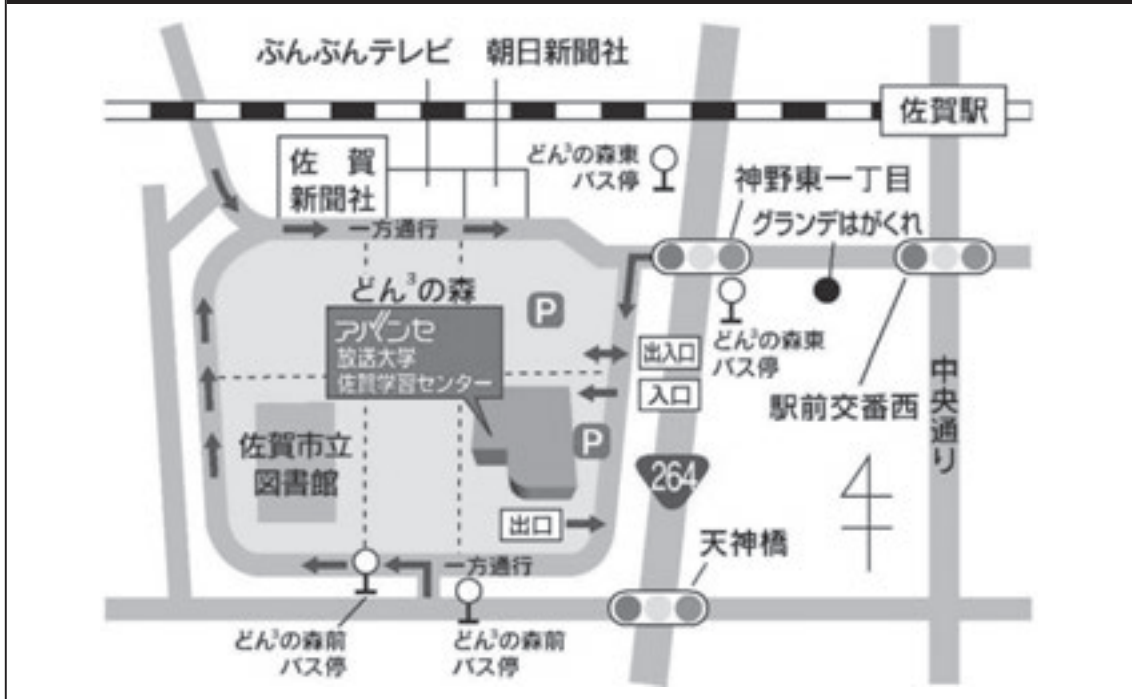 ぶんぶんテレビ
朝日新聞社
佐賀駅
佐賀
新聞社
どん³の森東
バス停
神野東一丁目
グランデはがくれ
一方通行
どん³の森
P
アバンセ
放送大学
佐賀学習センター
どん³の森東
バス停
出入口
入口
駅前交番西
中央通り
佐賀市立
図書館
P
264
出口
天神橋
一方通行
どん³の森前
バス停
どん³の森前
バス停